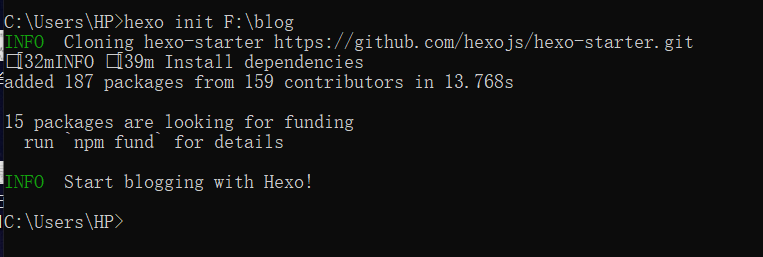 C:\Users\HP>hexo init F:\blog
INFO  Cloning hexo-starter https://github.com/hexojs/hexo-starter.git
[32mINFO [39m Install dependencies
added 187 packages from 159 contributors in 13.768s
15 packages are looking for funding
  run `npm fund` for details
INFO  Start blogging with Hexo!
C:\Users\HP>